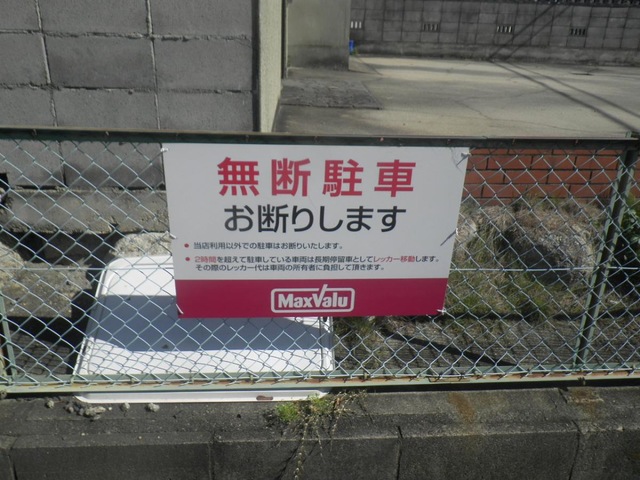 無断駐車
お断りします
● 当店利用以外での駐車はお断りいたします。
● 2時間を超えて駐車している車両は長期停留車としてレッカー移動します。
その際のレッカー代は車両の所有者に負担して頂きます。
MaxValu